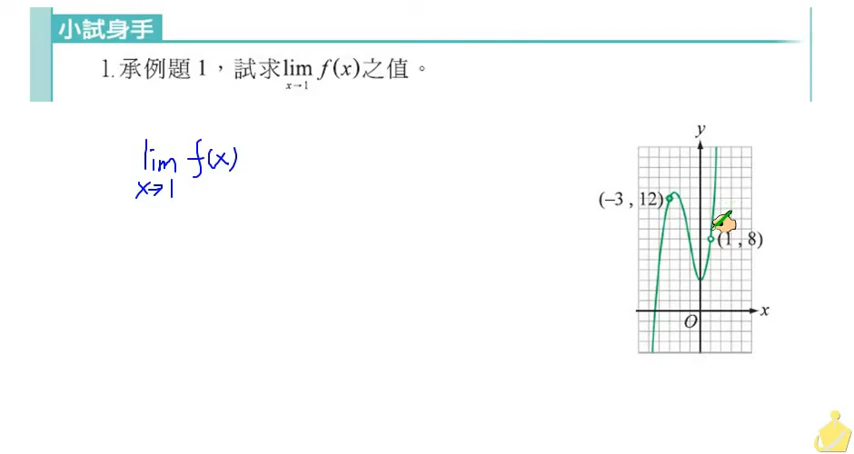 小試身手
1.承例題 1，試求lim f(x)之值。
x→1
lim f(x)
x→1
y
(–3 , 12)
(1 , 8)
x
O